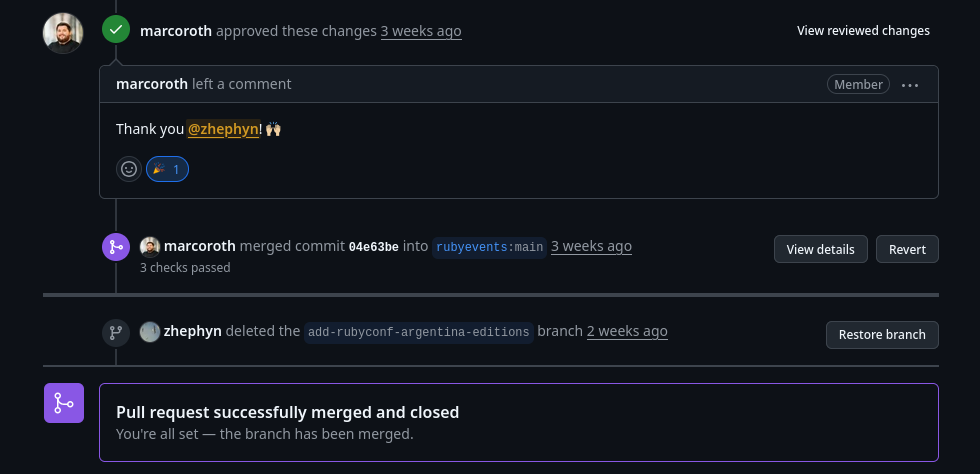 marcoroth approved these changes 3 weeks ago View reviewed changes
marcoroth left a comment Member
Thank you @zhephyn! 🙌🏼
🎉 1
marcoroth merged commit 04e63be into rubyevents:main 3 weeks ago View details Revert
3 checks passed
zhephyn deleted the add-rubyconf-argentina-editions branch 2 weeks ago Restore branch
Pull request successfully merged and closed
You're all set — the branch has been merged.